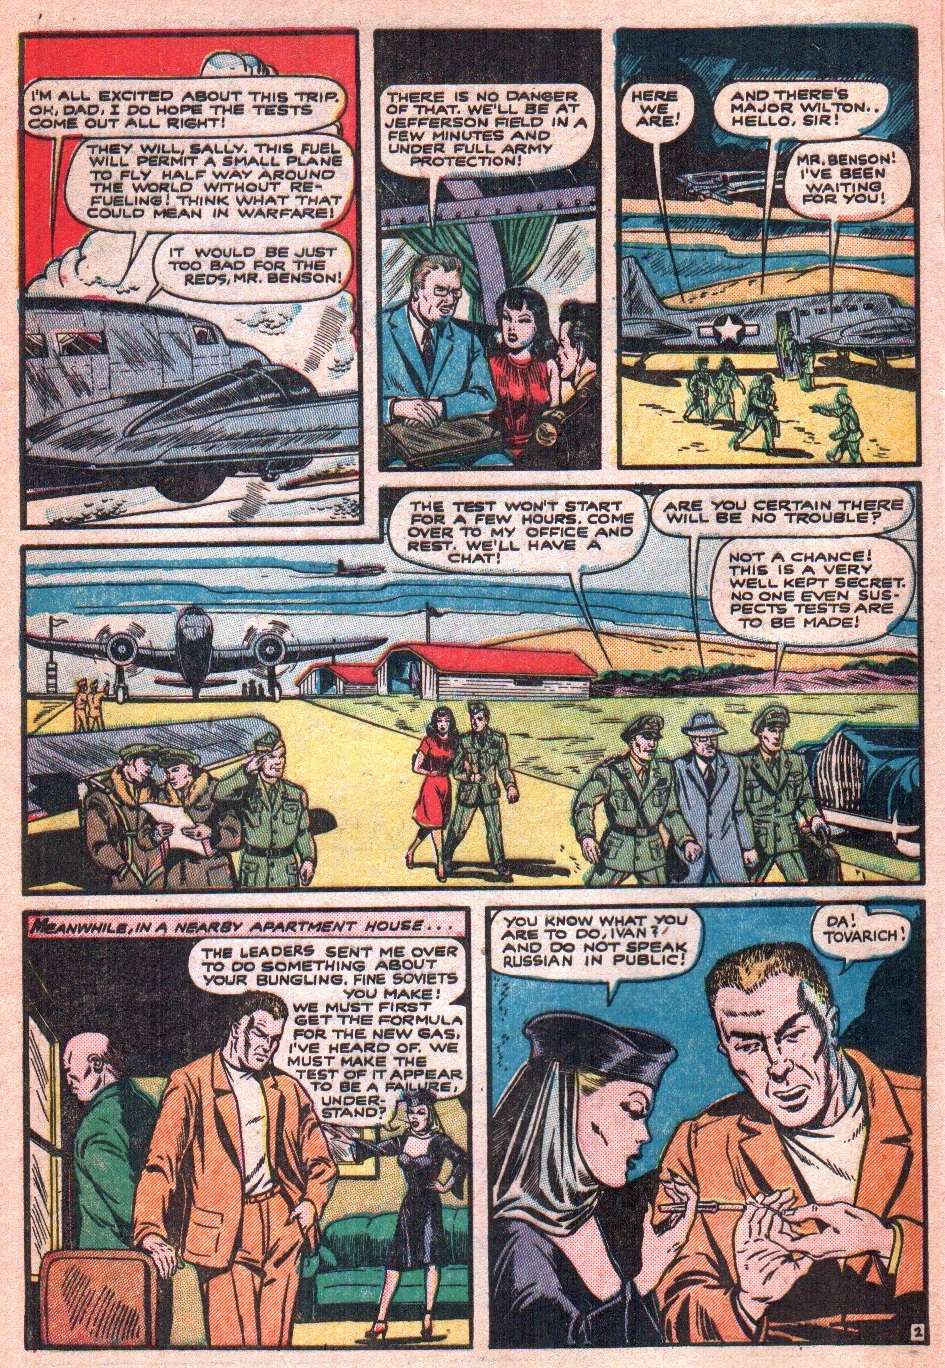 I'M ALL EXCITED ABOUT THIS TRIP.
OH, DAD, I DO HOPE THE TESTS
COME OUT ALL RIGHT!
THEY WILL, SALLY. THIS FUEL
WILL PERMIT A SMALL PLANE
TO FLY HALF WAY AROUND
THE WORLD WITHOUT RE-
FUELING! THINK WHAT THAT
COULD MEAN IN WARFARE!
IT WOULD BE JUST
TOO BAD FOR THE
REDS, MR. BENSON!
THERE IS NO DANGER
OF THAT. WE'LL BE AT
JEFFERSON FIELD IN A
FEW MINUTES AND
UNDER FULL ARMY
PROTECTION!
HERE
WE
ARE!
AND THERE'S
MAJOR WILTON..
HELLO, SIR!
MR. BENSON!
I'VE BEEN
WAITING
FOR YOU!
THE TEST WON'T START
FOR A FEW HOURS. COME
OVER TO MY OFFICE AND
REST. WE'LL HAVE A
CHAT!
ARE YOU CERTAIN THERE
WILL BE NO TROUBLE?
NOT A CHANCE!
THIS IS A VERY
WELL KEPT SECRET.
NO ONE EVEN SUS-
PECTS TESTS ARE
TO BE MADE!
MEANWHILE, IN A NEARBY APARTMENT HOUSE...
THE LEADERS SENT ME OVER
TO DO SOMETHING ABOUT
YOUR BUNGLING. FINE SOVIETS
YOU MAKE!
WE MUST FIRST
GET THE FORMULA
FOR THE NEW GAS,
I'VE HEARD OF. WE
MUST MAKE THE
TEST OF IT APPEAR
TO BE A FAILURE,
UNDER-
STAND?
YOU KNOW WHAT YOU
ARE TO DO, IVAN?
AND DO NOT SPEAK
RUSSIAN IN PUBLIC!
DA!
TOVARICH!
2